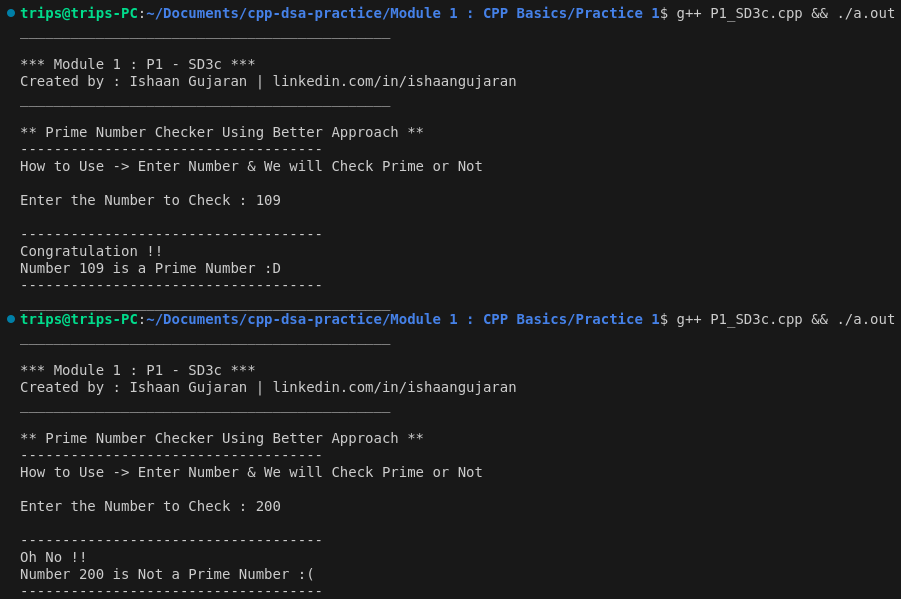 trips@trips-PC:~/Documents/cpp-dsa-practice/Module 1 : CPP Basics/Practice 1$ g++ P1_SD3c.cpp && ./a.out
____________________________________________
*** Module 1 : P1 - SD3c ***
Created by : Ishaan Gujaran | linkedin.com/in/ishaangujaran
____________________________________________
** Prime Number Checker Using Better Approach **
------------------------------------
How to Use -> Enter Number & We will Check Prime or Not
Enter the Number to Check : 109
------------------------------------
Congratulation !!
Number 109 is a Prime Number :D
------------------------------------
____________________________________________
trips@trips-PC:~/Documents/cpp-dsa-practice/Module 1 : CPP Basics/Practice 1$ g++ P1_SD3c.cpp && ./a.out
____________________________________________
*** Module 1 : P1 - SD3c ***
Created by : Ishaan Gujaran | linkedin.com/in/ishaangujaran
____________________________________________
** Prime Number Checker Using Better Approach **
------------------------------------
How to Use -> Enter Number & We will Check Prime or Not
Enter the Number to Check : 200
------------------------------------
Oh No !!
Number 200 is Not a Prime Number :(
------------------------------------